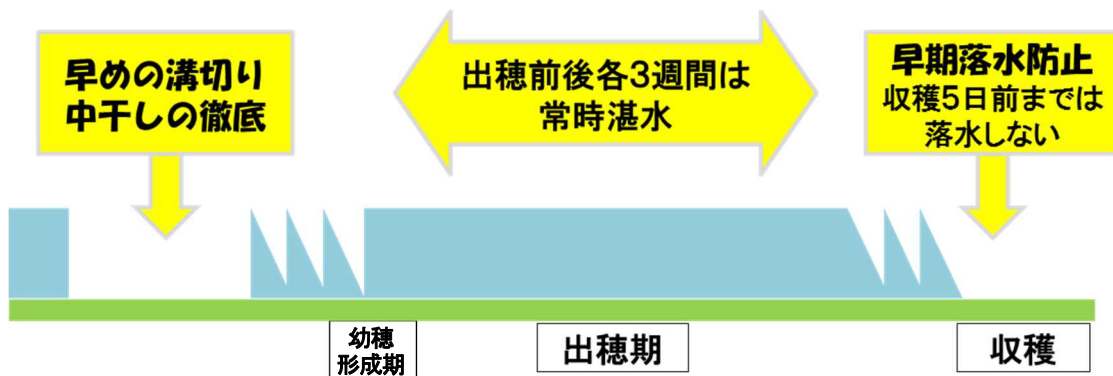 早めの溝切り
中干しの徹底
出穂前後各3週間は
常時湛水
早期落水防止
収穫5日前までは
落水しない
幼穂
形成期
出穂期
収穫